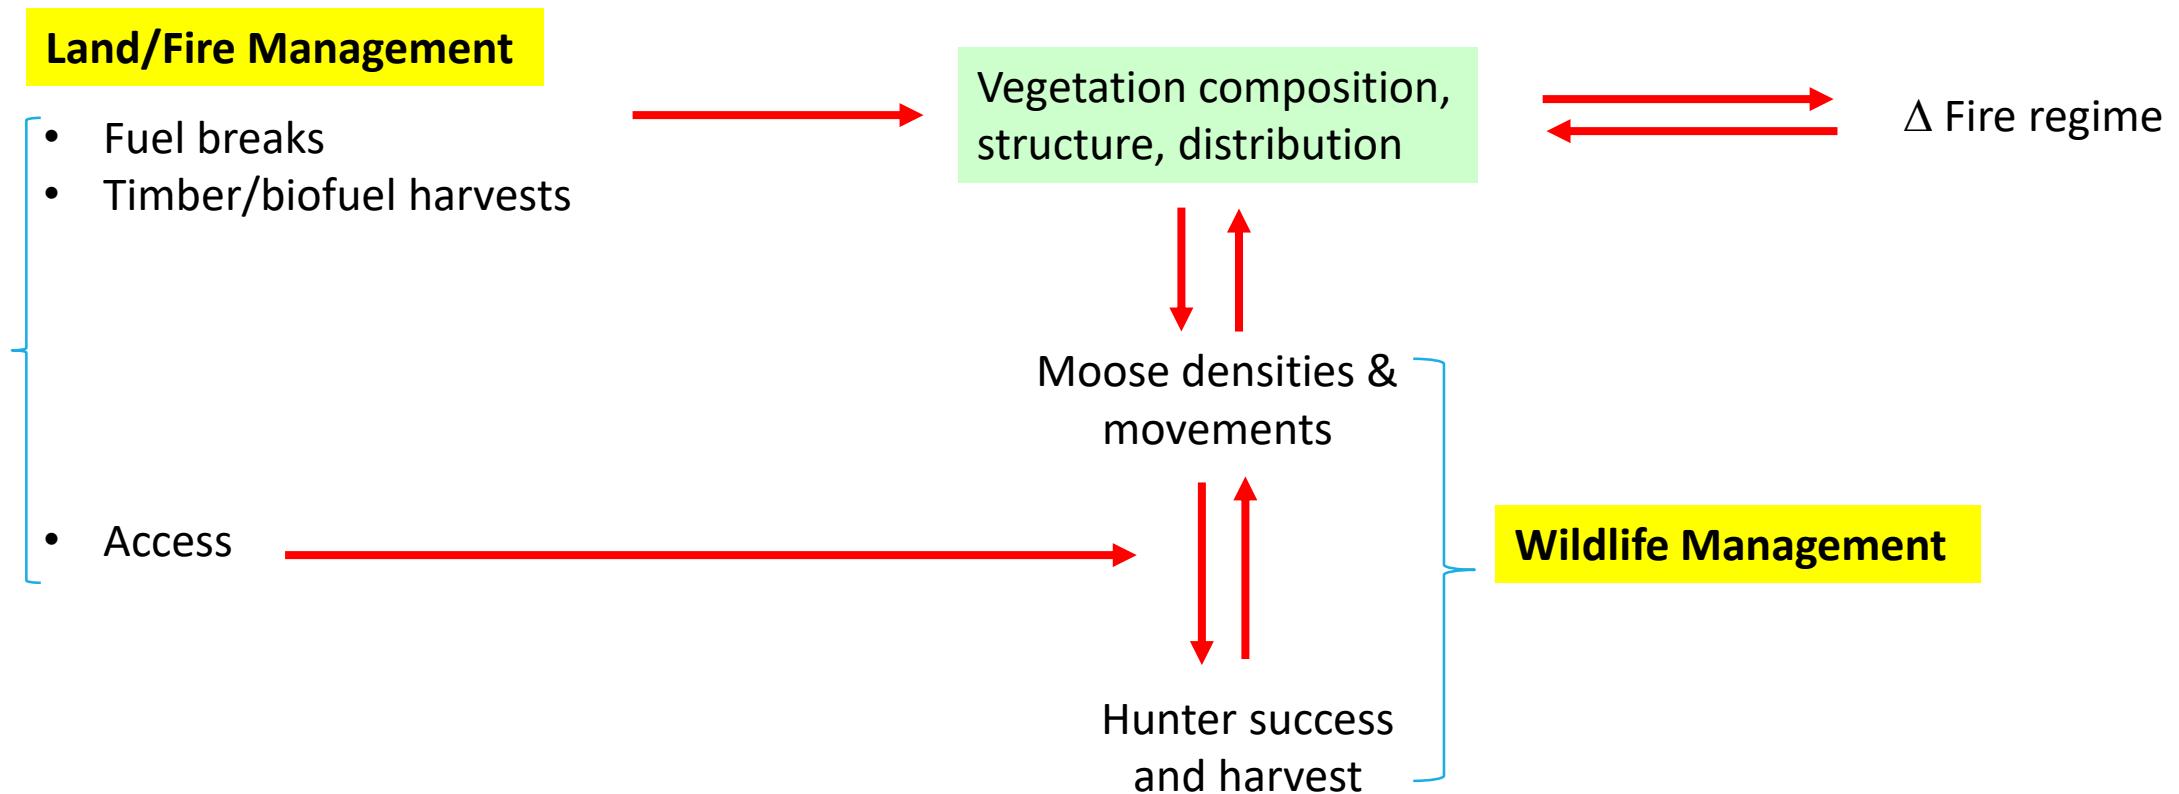 Land/Fire Management
• Fuel breaks
• Timber/biofuel harvests
• Access
Vegetation composition,
structure, distribution
Δ Fire regime
Moose densities &
movements
Wildlife Management
Hunter success
and harvest